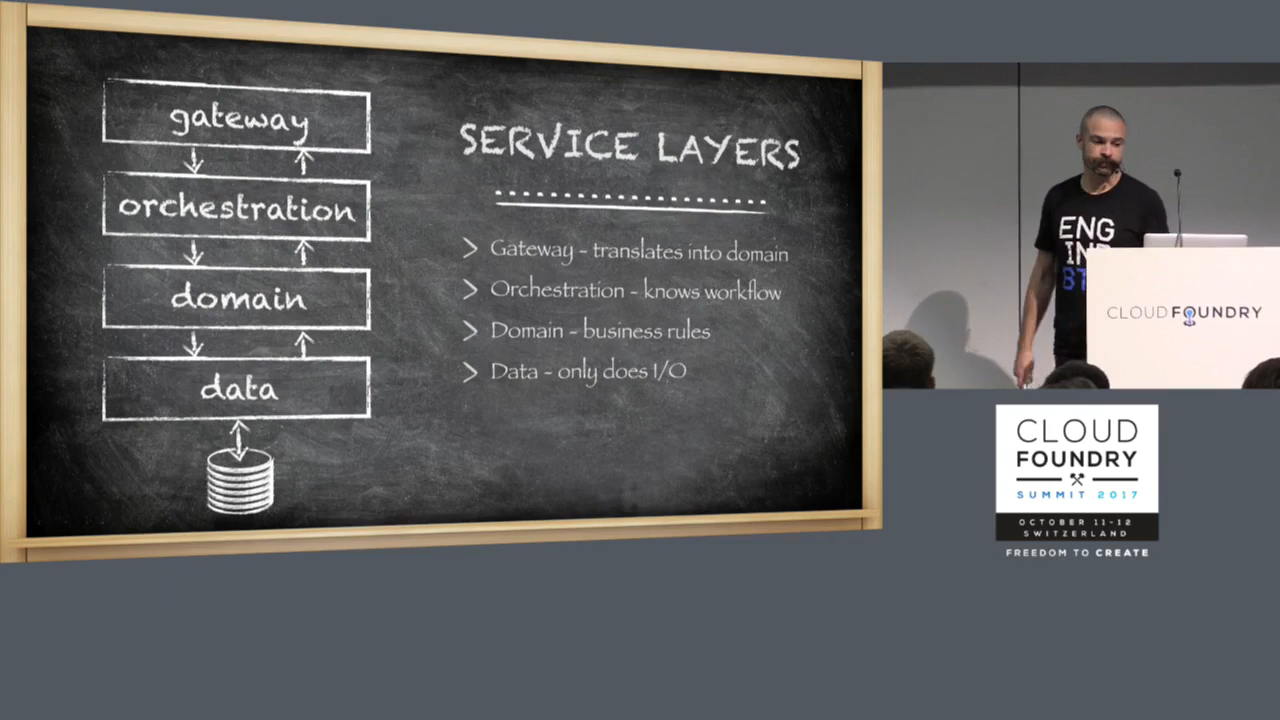 gateway
orchestration
domain
data
SERVICE LAYERS
Gateway - translates into domain
Orchestration - knows workflow
Domain - business rules
Data - only does I/O
ENG
CLOUD FOUNDRY
CLOUD
FOUNDRY
SUMMIT 2017
OCTOBER 11-12
SWITZERLAND
FREEDOM TO CREATE